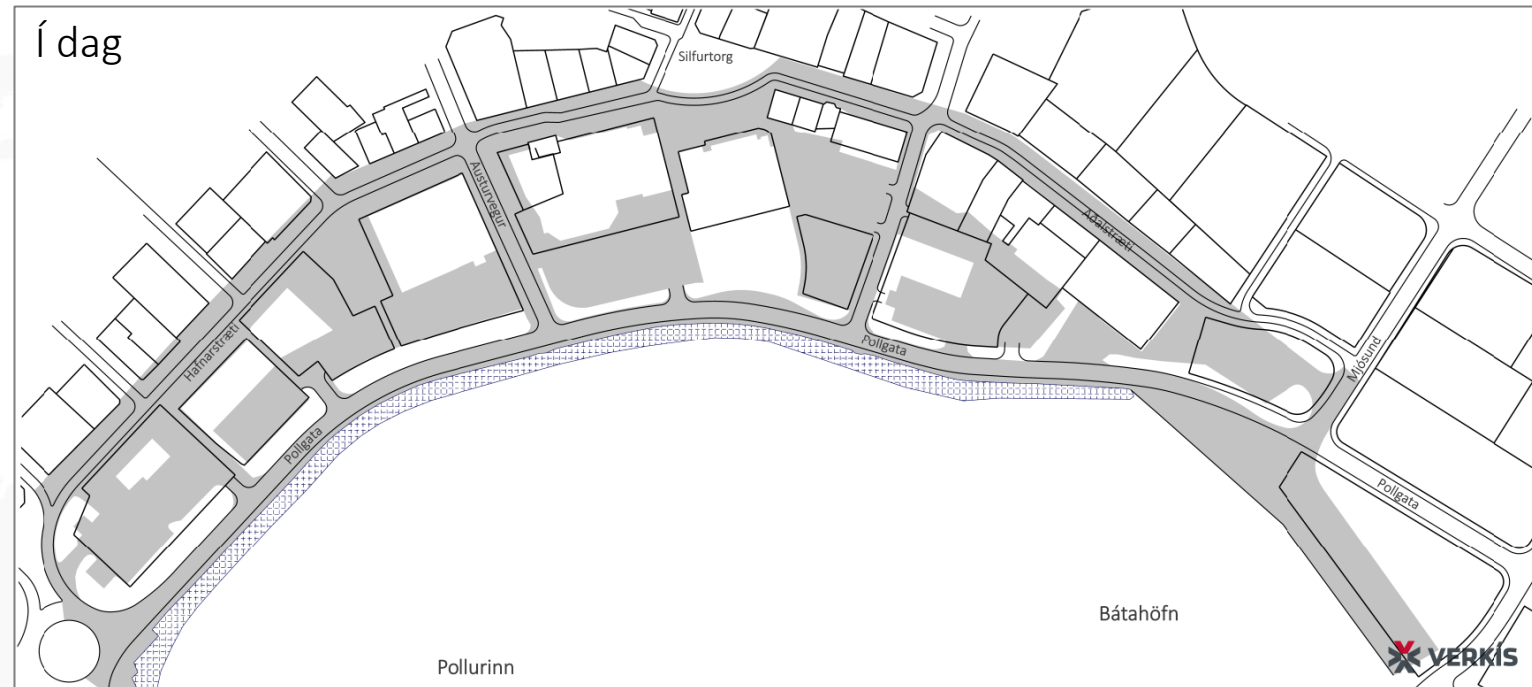 Í dag
Silfurtorg
Austurvegur
Aðalstræti
Hafnarstræti
Pollgata
Mjósund
Pollgata
Pollgata
Bátahöfn
Pollurinn
VERKÍS